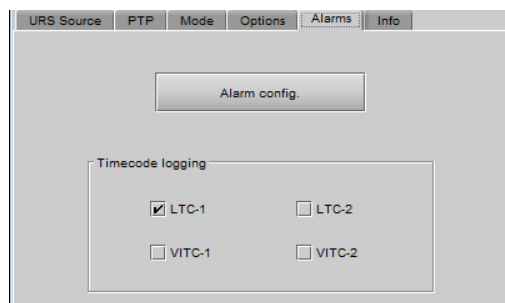 URS Source PTP Mode Options Alarms Info
Alarm config.
Timecode logging
LTC-1 LTC-2
VITC-1 VITC-2